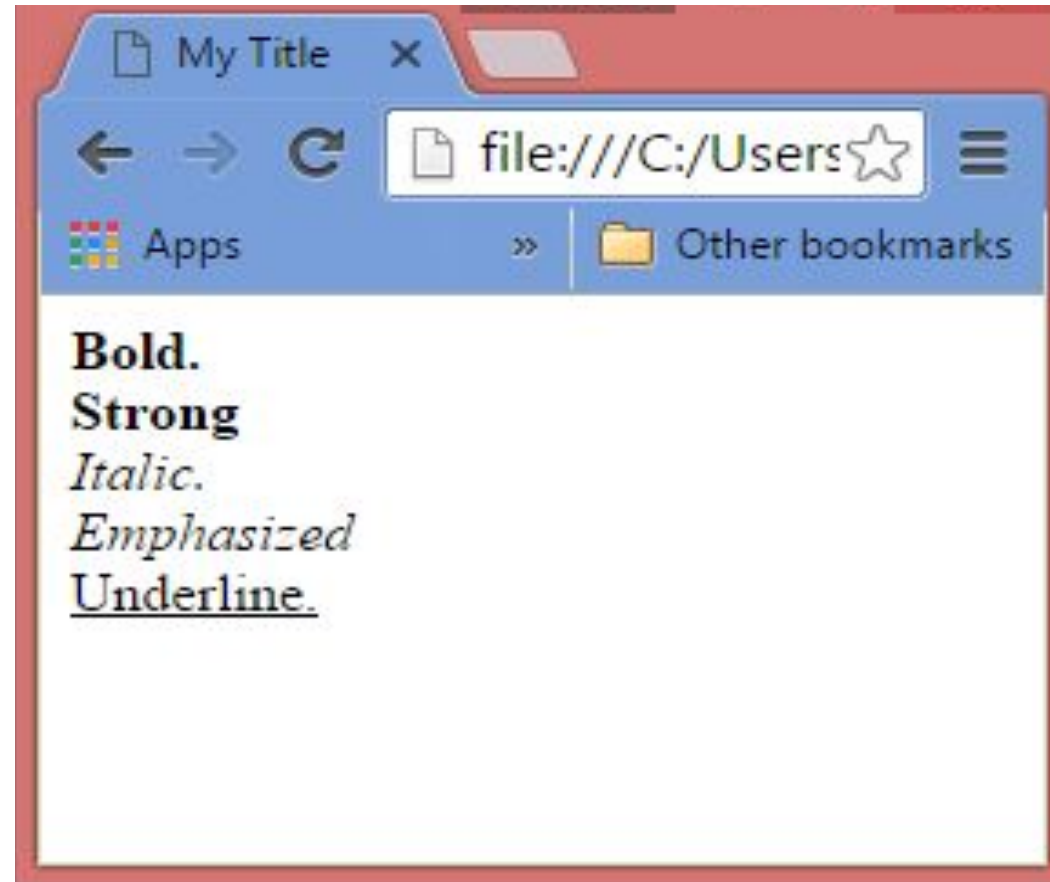 My Title
file:///C:/Users
Apps » Other bookmarks
Bold.
Strong
Italic.
Emphasized
Underline.